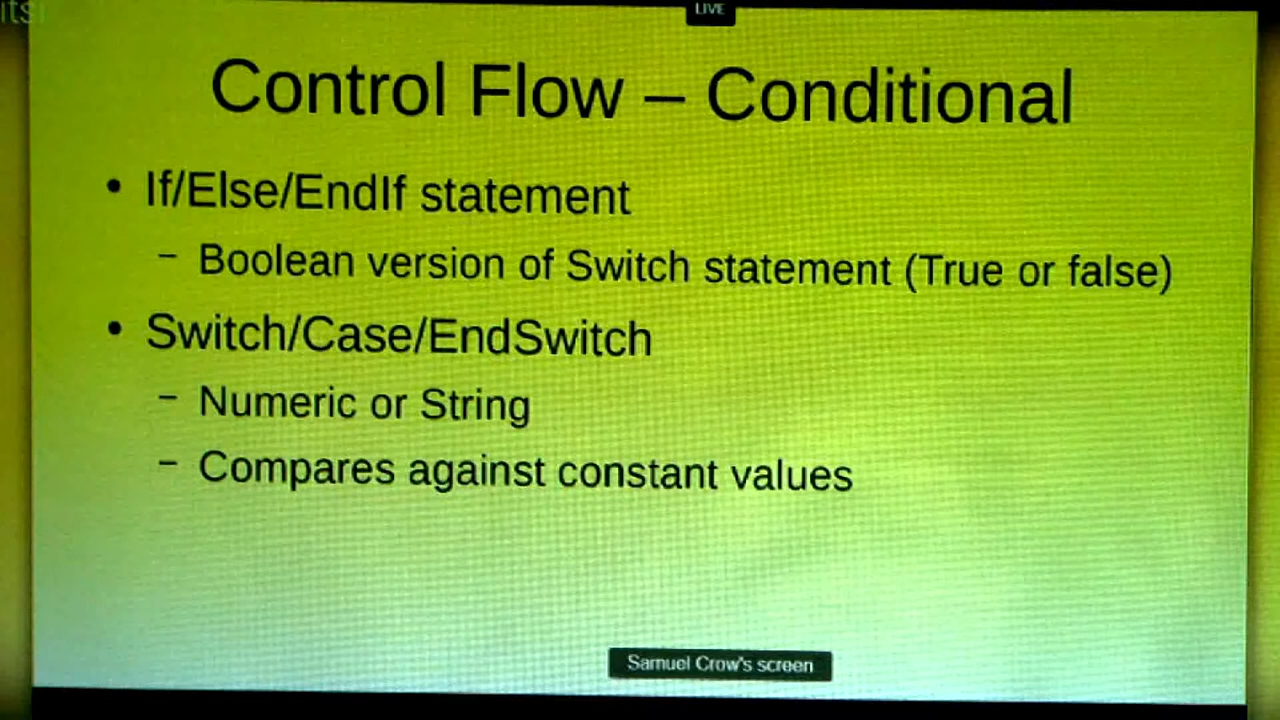 LIVE
Control Flow – Conditional
• If/Else/EndIf statement
– Boolean version of Switch statement (True or false)
• Switch/Case/EndSwitch
– Numeric or String
– Compares against constant values
Samuel Crow's screen